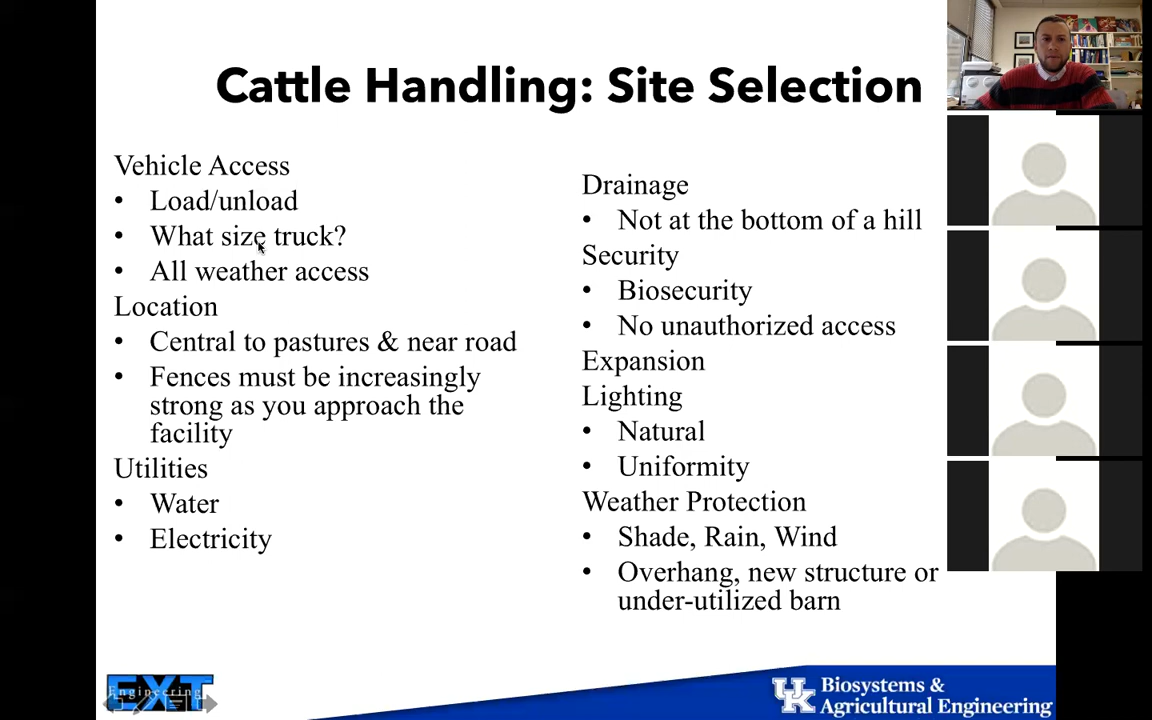 Cattle Handling: Site Selection
Vehicle Access
• Load/unload
• What size truck?
• All weather access
Location
• Central to pastures & near road
• Fences must be increasingly
strong as you approach the
facility
Utilities
• Water
• Electricity
Drainage
• Not at the bottom of a hill
Security
• Biosecurity
• No unauthorized access
Expansion
Lighting
• Natural
• Uniformity
Weather Protection
• Shade, Rain, Wind
• Overhang, new structure or
under-utilized barn
EXT
Engineering
UK
Biosystems &
Agricultural Engineering